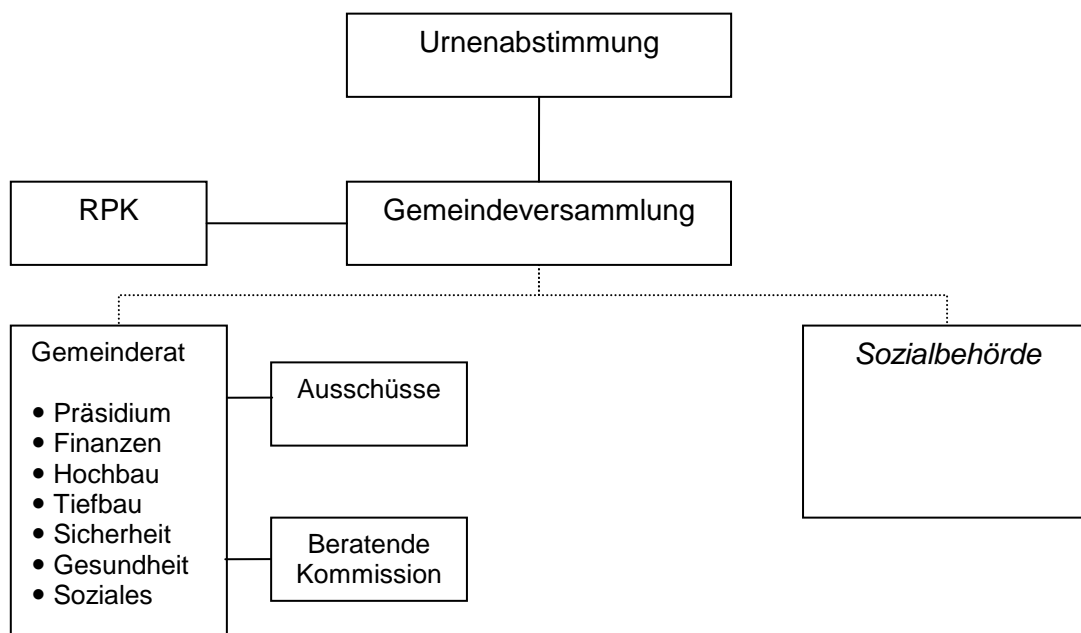 Urnenabstimmung
RPK
Gemeindeversammlung
Gemeinderat
• Präsidium
• Finanzen
• Hochbau
• Tiefbau
• Sicherheit
• Gesundheit
• Soziales
Ausschüsse
Beratende
Kommission
Sozialbehörde